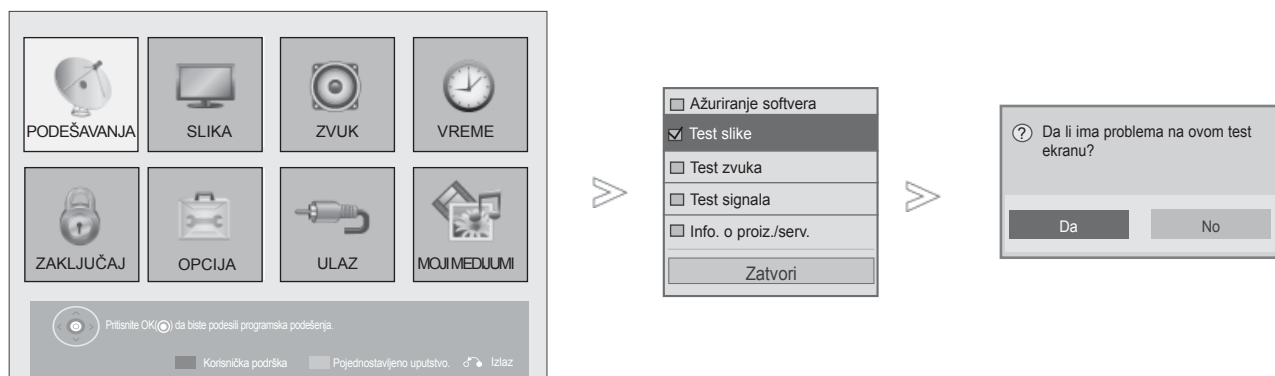 PODEŠAVANJA
SLIKA
ZVUK
VREME
ZAKLJUČAJ
OPCIJA
ULAZ
MOJI MEDIJUMI
Pritisnite OK(◉) da biste podesili programska podešenja.
Korisnička podrška
Pojednostavljeno uputstvo.
Izlaz
Ažuriranje softvera
Test slike
Test zvuka
Test signala
Info. o proiz./serv.
Zatvori
? Da li ima problema na ovom test
ekranu?
Da
No